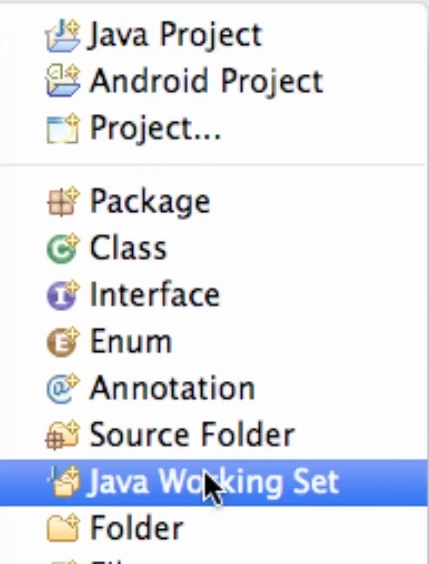 Java Project
Android Project
Project...
Package
Class
Interface
Enum
Annotation
Source Folder
Java Working Set
Folder